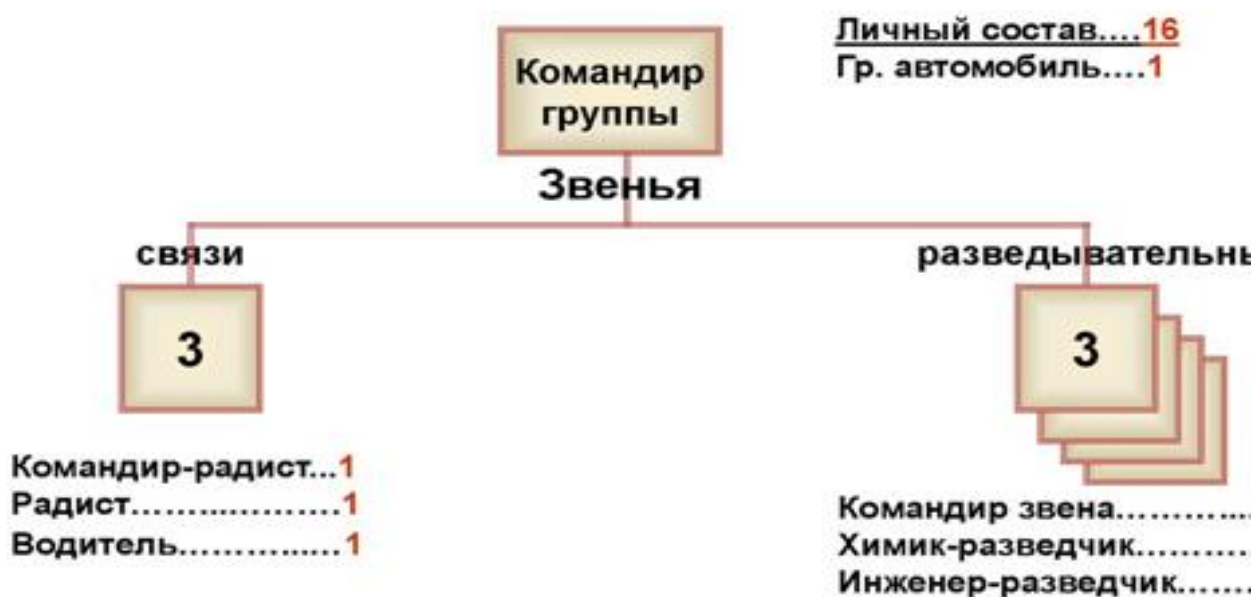 Личный состав....16
Гр. автомобиль....1
Командир
группы
Звенья
связи
разведывательны
3
3
Командир-радист...1
Радист……...……….1
Водитель………...…1
Командир звена………....
Химик-разведчик……….
Инженер-разведчик…….